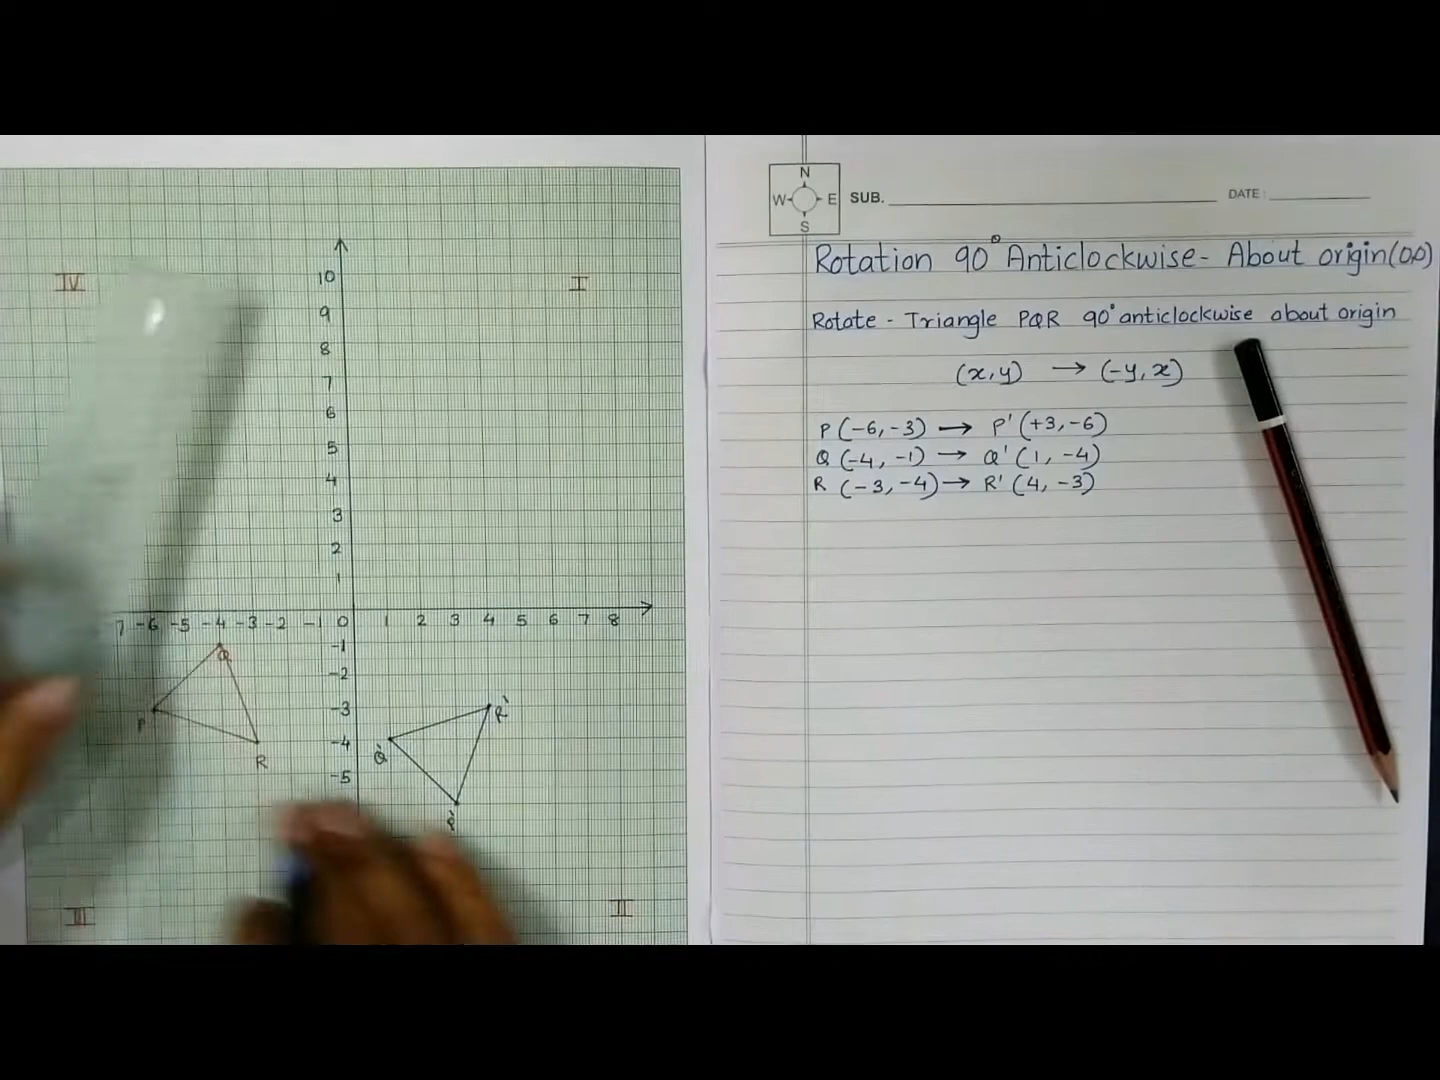 IV
I
10
9
8
7
6
5
4
3
2
1
7 -6 -5 -4 -3 -2 -1 0 1 2 3 4 5 6 7 8
-1
-2
-3
-4
-5
Q
P
R
R'
Q'
P'
III
II
N
W E
S
SUB.
DATE :
Rotation 90° Anticlockwise - About origin(0,0)
Rotate - Triangle PQR 90° anticlockwise about origin
(x,y) → (-y,x)
P (-6,-3) → P' (+3,-6)
Q (-4, -1) → Q' (1, -4)
R (-3,-4) → R' (4, -3)